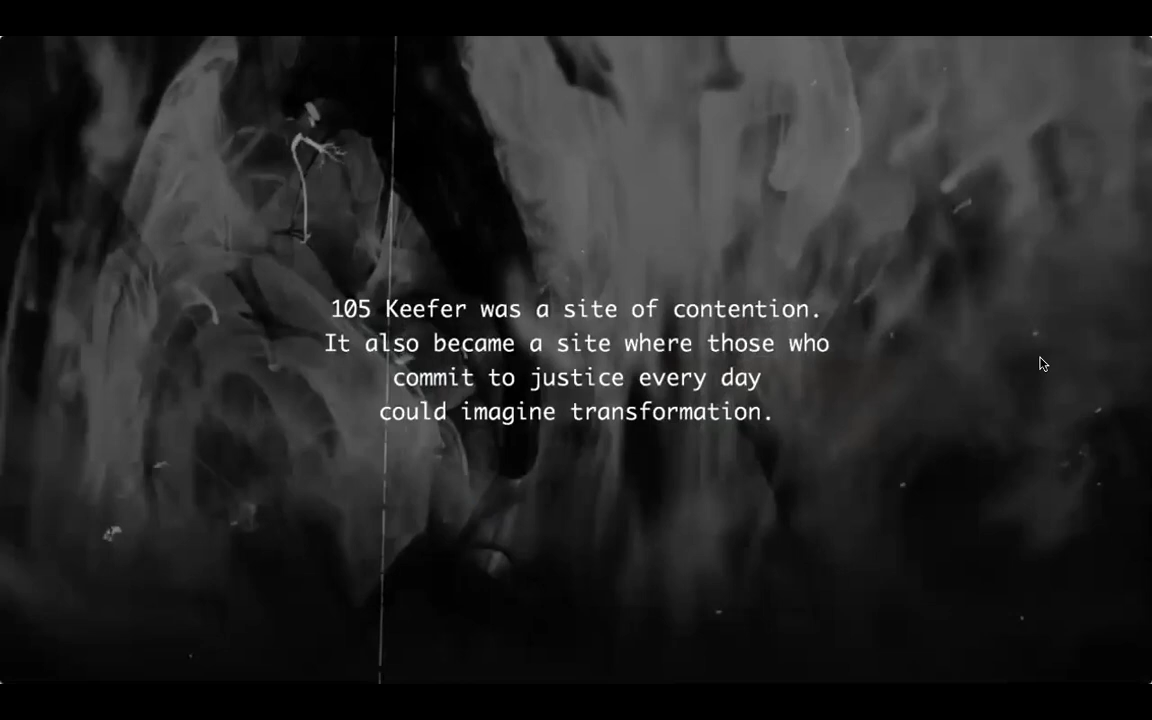 105 Keefer was a site of contention.
It also became a site where those who
commit to justice every day
could imagine transformation.